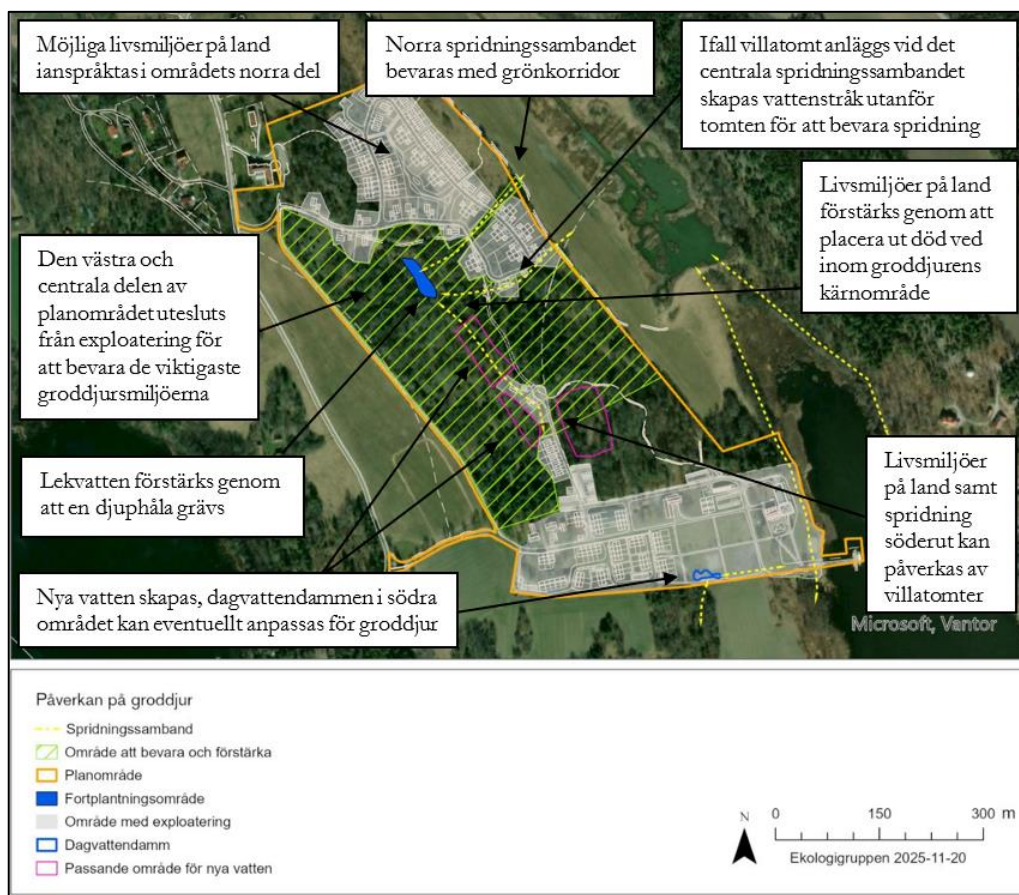 Möjliga livsmiljöer på land
ianspråktas i områdets norra del
Norra spridningssambandet
bevaras med grönkorridor
Ifall villatomt anläggs vid det
centrala spridningssambandet
skapas vattenstråk utanför
tomten för att bevara spridning
Livsmiljöer på land
förstärks genom att
placera ut död ved
inom groddjurens
kärnområde
Den västra och
centrala delen av
planområdet utesluts
från exploatering för
att bevara de viktigaste
groddjursmiljöerna
Lekvatten förstärks genom
att en djuphåla grävs
Livsmiljöer
på land samt
spridning
söderut kan
påverkas av
villatomter
Nya vatten skapas, dagvattendammen i södra
området kan eventuellt anpassas för groddjur
Microsoft, Vantor
Påverkan på groddjur
Spridningssamband
Område att bevara och förstärka
Planområde
Fortplantningsområde
Område med exploatering
Dagvattendamm
Passande område för nya vatten
N 0 150 300 m
Ekologigruppen 2025-11-20